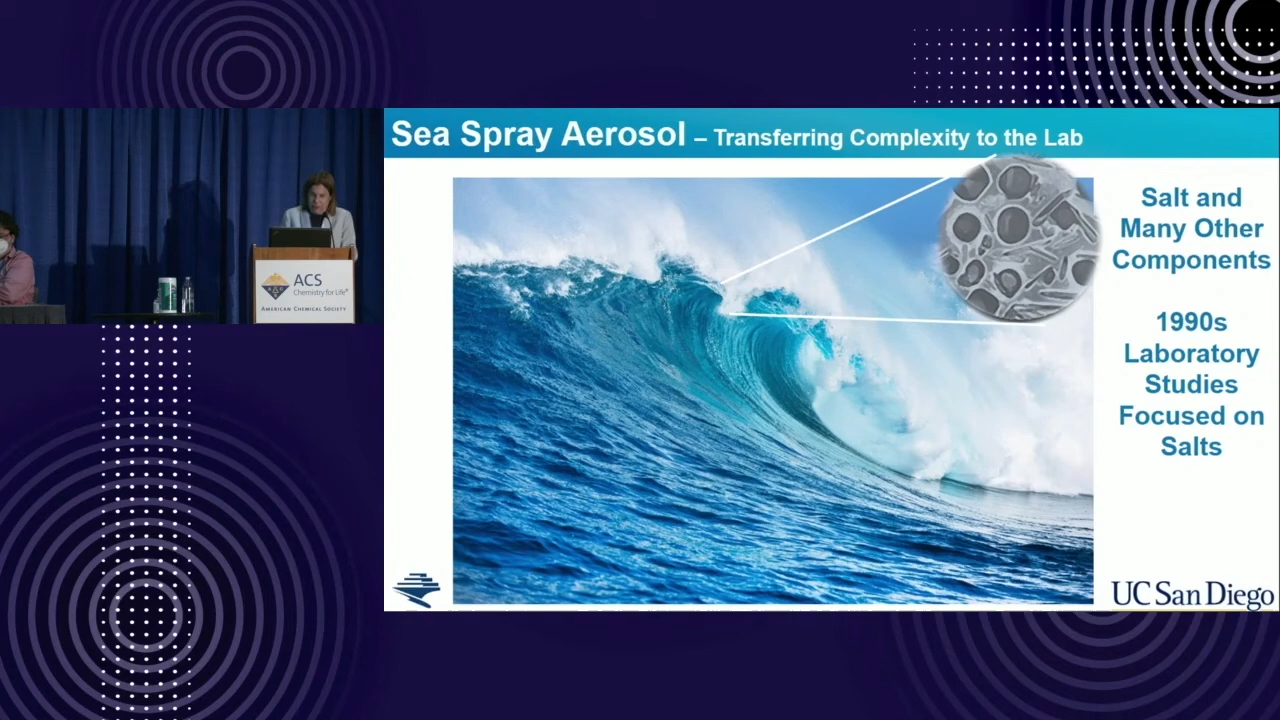 Sea Spray Aerosol – Transferring Complexity to the Lab
Salt and
Many Other
Components
1990s
Laboratory
Studies
Focused on
Salts
UC San Diego
ACS
Chemistry for Life®
AMERICAN CHEMICAL SOCIETY